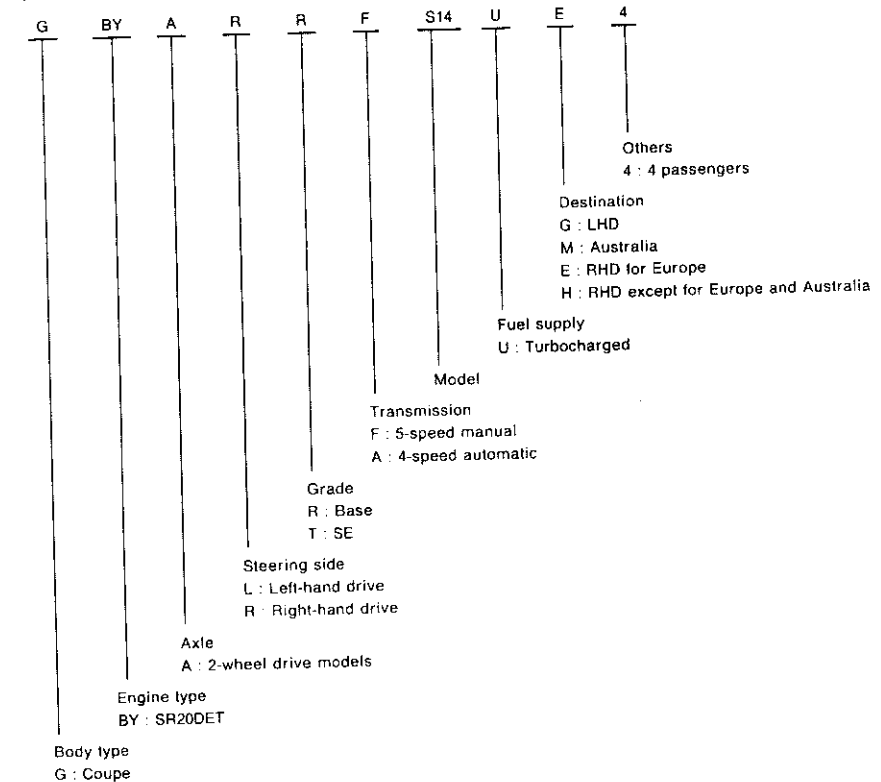 G BY A R R F S14 U E 4
Others
4 : 4 passengers
Destination
G : LHD
M : Australia
E : RHD for Europe
H : RHD except for Europe and Australia
Fuel supply
U : Turbocharged
Model
Transmission
F : 5-speed manual
A : 4-speed automatic
Grade
R : Base
T : SE
Steering side
L : Left-hand drive
R : Right-hand drive
Axle
A : 2-wheel drive models
Engine type
BY : SR20DET
Body type
G : Coupe